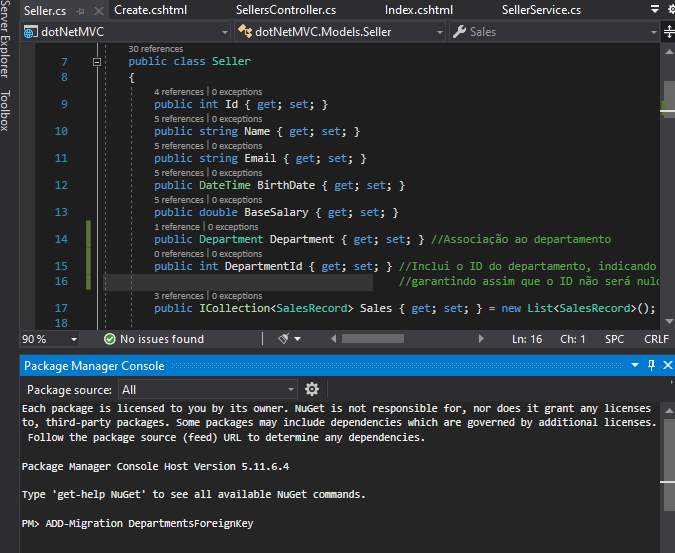 Server Explorer
Toolbox
Seller.cs
Create.cshtml
SellersController.cs
Index.cshtml
SellerService.cs
dotNetMVC
dotNetMVC.Models.Seller
Sales
30 references
7 public class Seller
8 {
4 references | 0 exceptions
9 public int Id { get; set; }
5 references | 0 exceptions
10 public string Name { get; set; }
5 references | 0 exceptions
11 public string Email { get; set; }
5 references | 0 exceptions
12 public DateTime BirthDate { get; set; }
5 references | 0 exceptions
13 public double BaseSalary { get; set; }
1 reference | 0 exceptions
14 public Department Department { get; set; } //Associação ao departamento
0 references | 0 exceptions
15 public int DepartmentId { get; set; } //Inclui o ID do departamento, indicando
16 //garantindo assim que o ID não será nulo
3 references | 0 exceptions
17 public ICollection<SalesRecord> Sales { get; set; } = new List<SalesRecord>();
18
90 %
No issues found
Ln: 16
Ch: 1
SPC
CRLF
Package Manager Console
Package source: All
Each package is licensed to you by its owner. NuGet is not responsible for, nor does it grant any licenses
to, third-party packages. Some packages may include dependencies which are governed by additional licenses.
Follow the package source (feed) URL to determine any dependencies.
Package Manager Console Host Version 5.11.6.4
Type 'get-help NuGet' to see all available NuGet commands.
PM> ADD-Migration DepartmentsForeignKey